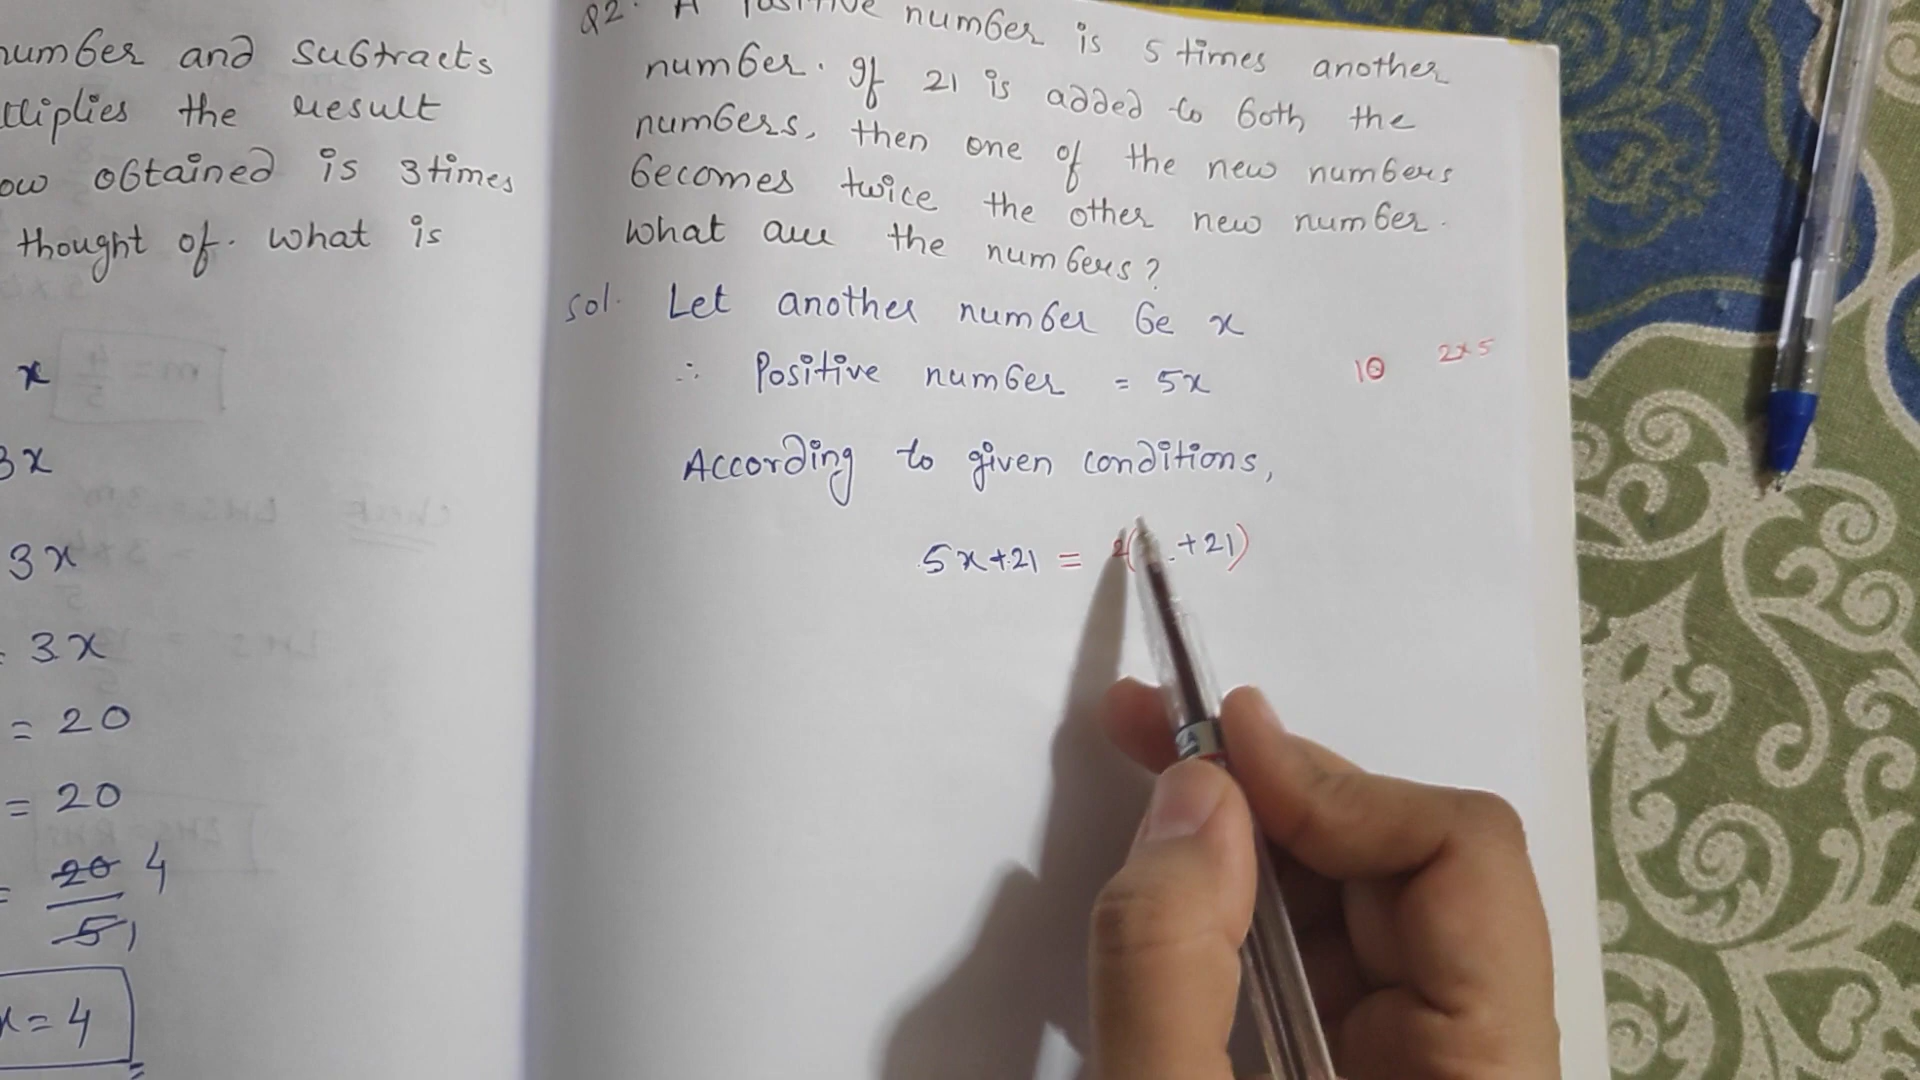 number and subtracts
the result
obtained is 3 times
thought of. what is
x
3x
3x
3x
= 20
= 20
= 20 4
5 1
x = 4
Q2. A Positive number is 5 times another
number. If 21 is added to both the
numbers, then one of the new numbers
becomes twice the other new number.
what are the numbers?
Sol. Let another number be x
∴ Positive number = 5x
10 2x5
According to given conditions,
5x+21 = 2( +21)